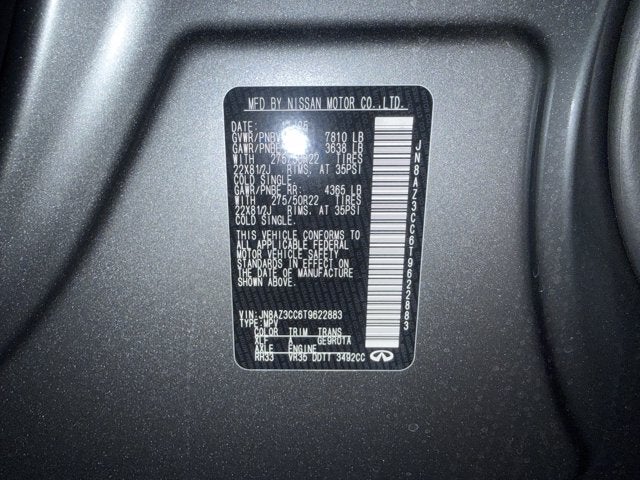 MFD BY NISSAN MOTOR CO.,LTD.
DATE:
GVWR/PNBV 7810 LB
GAWR/PNBE 3638 LB
WITH 275/50R22 TIRES
22X8 1/2J RIMS, AT 35PSI
COLD SINGLE.
GAWR/PNBE RR: 4365 LB
WITH 275/50R22 TIRES
22X8 1/2J RIMS, AT 35PSI
COLD SINGLE.
THIS VEHICLE CONFORMS TO
ALL APPLICABLE FEDERAL
MOTOR VEHICLE SAFETY
STANDARDS IN EFFECT ON
THE DATE OF MANUFACTURE
SHOWN ABOVE.
VIN:JN8AZ3CC6T9622883
TYPE:MPV
COLOR TRIM TRANS
XLF A GE9R01A
AXLE ENGINE
RH33 VR35 DDTT 3492CC
INFINITI
JN8AZ3CC6T9622883